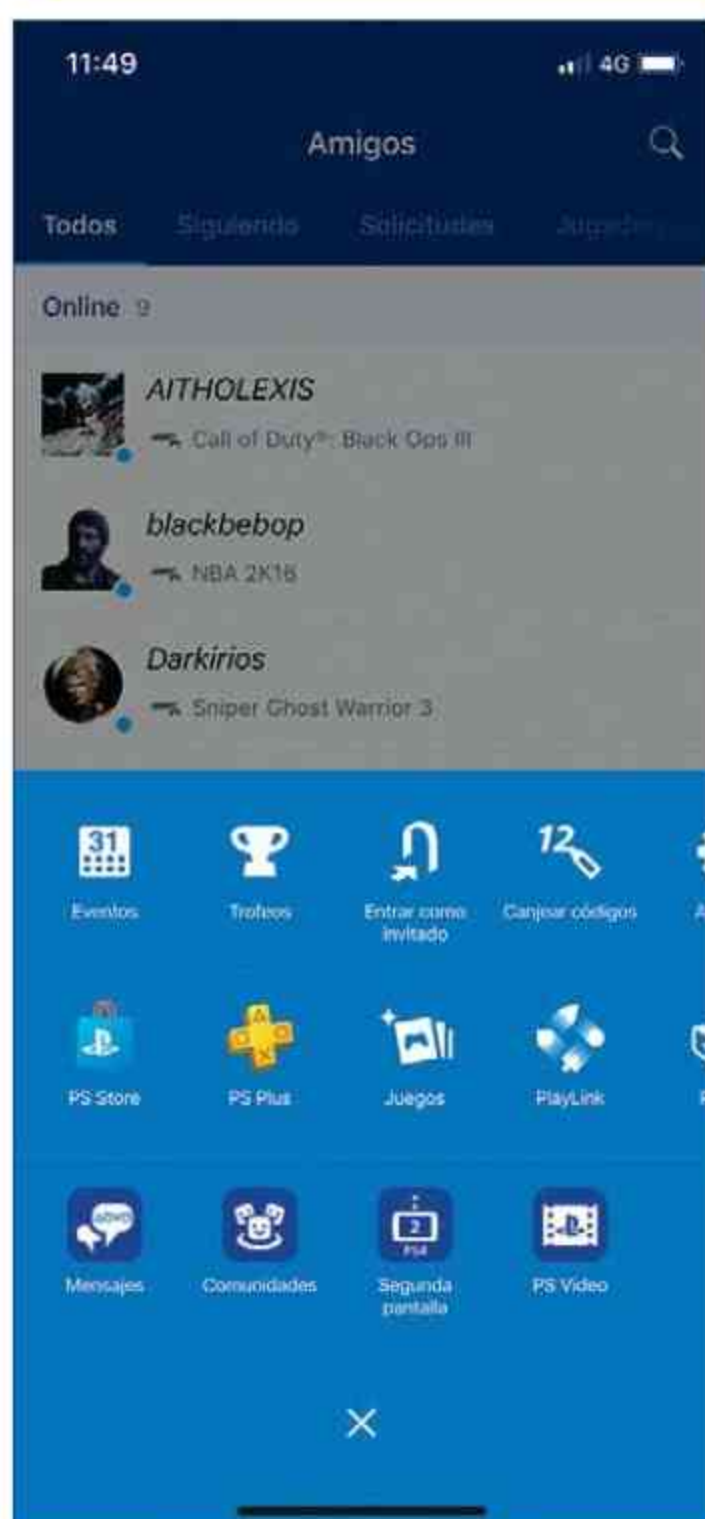 11:49
4G
Amigos
Todos
Siguiendo
Solicitudes
Online 9
AITHOLEXIS
Call of Duty®: Black Ops III
blackbebop
NBA 2K16
Darkirios
Sniper Ghost Warrior 3
31
12
Eventos
Trofeos
Entrar como
invitado
Canjear códigos
PS Store
PS Plus
Juegos
PlayLink
2
PS4
Mensajes
Comunidades
Segunda
pantalla
PS Video